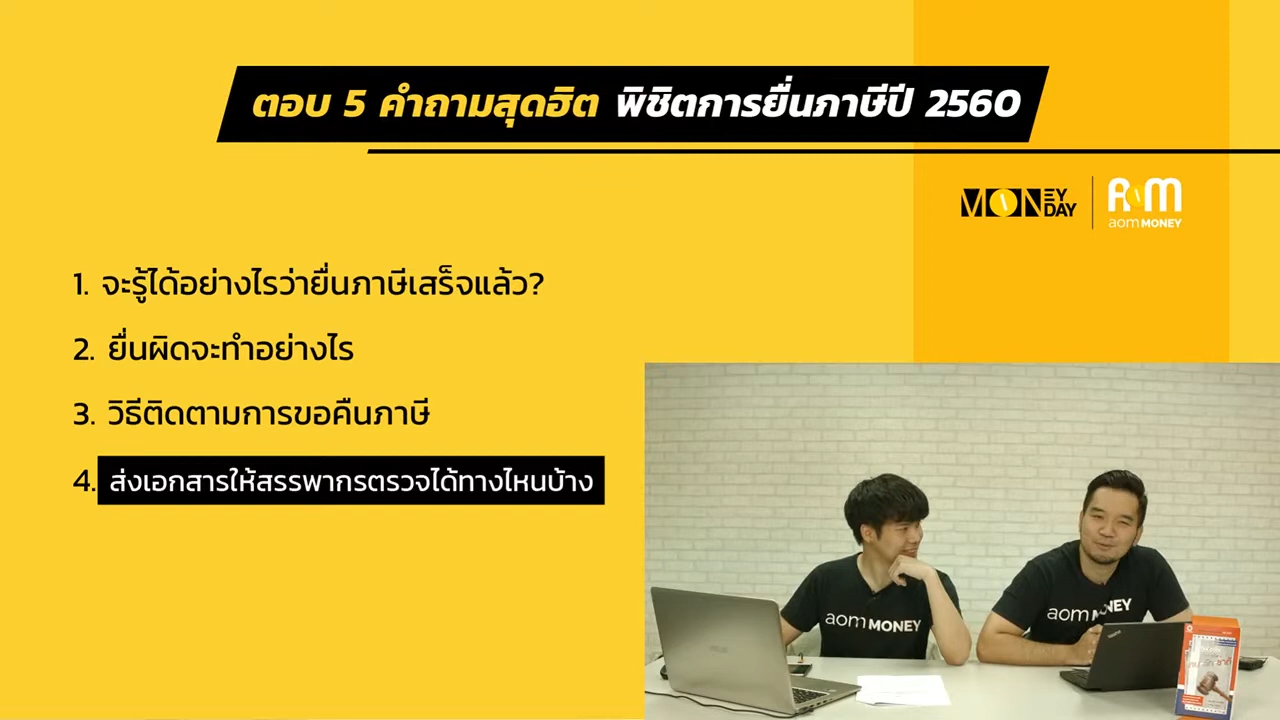 ตอบ 5 คำถามสุดฮิต พิชิตการยื่นภาษีปี 2560
MONEY DAY
AOM
aomMONEY
1. จะรู้ได้อย่างไรว่ายื่นภาษีเสร็จแล้ว?
2. ยื่นผิดจะทำอย่างไร
3. วิธีติดตามการขอคืนภาษี
4. ส่งเอกสารให้สรรพากรตรวจได้ทางไหนบ้าง
aomMONEY
aomMONEY
ASUS
ThinkPad